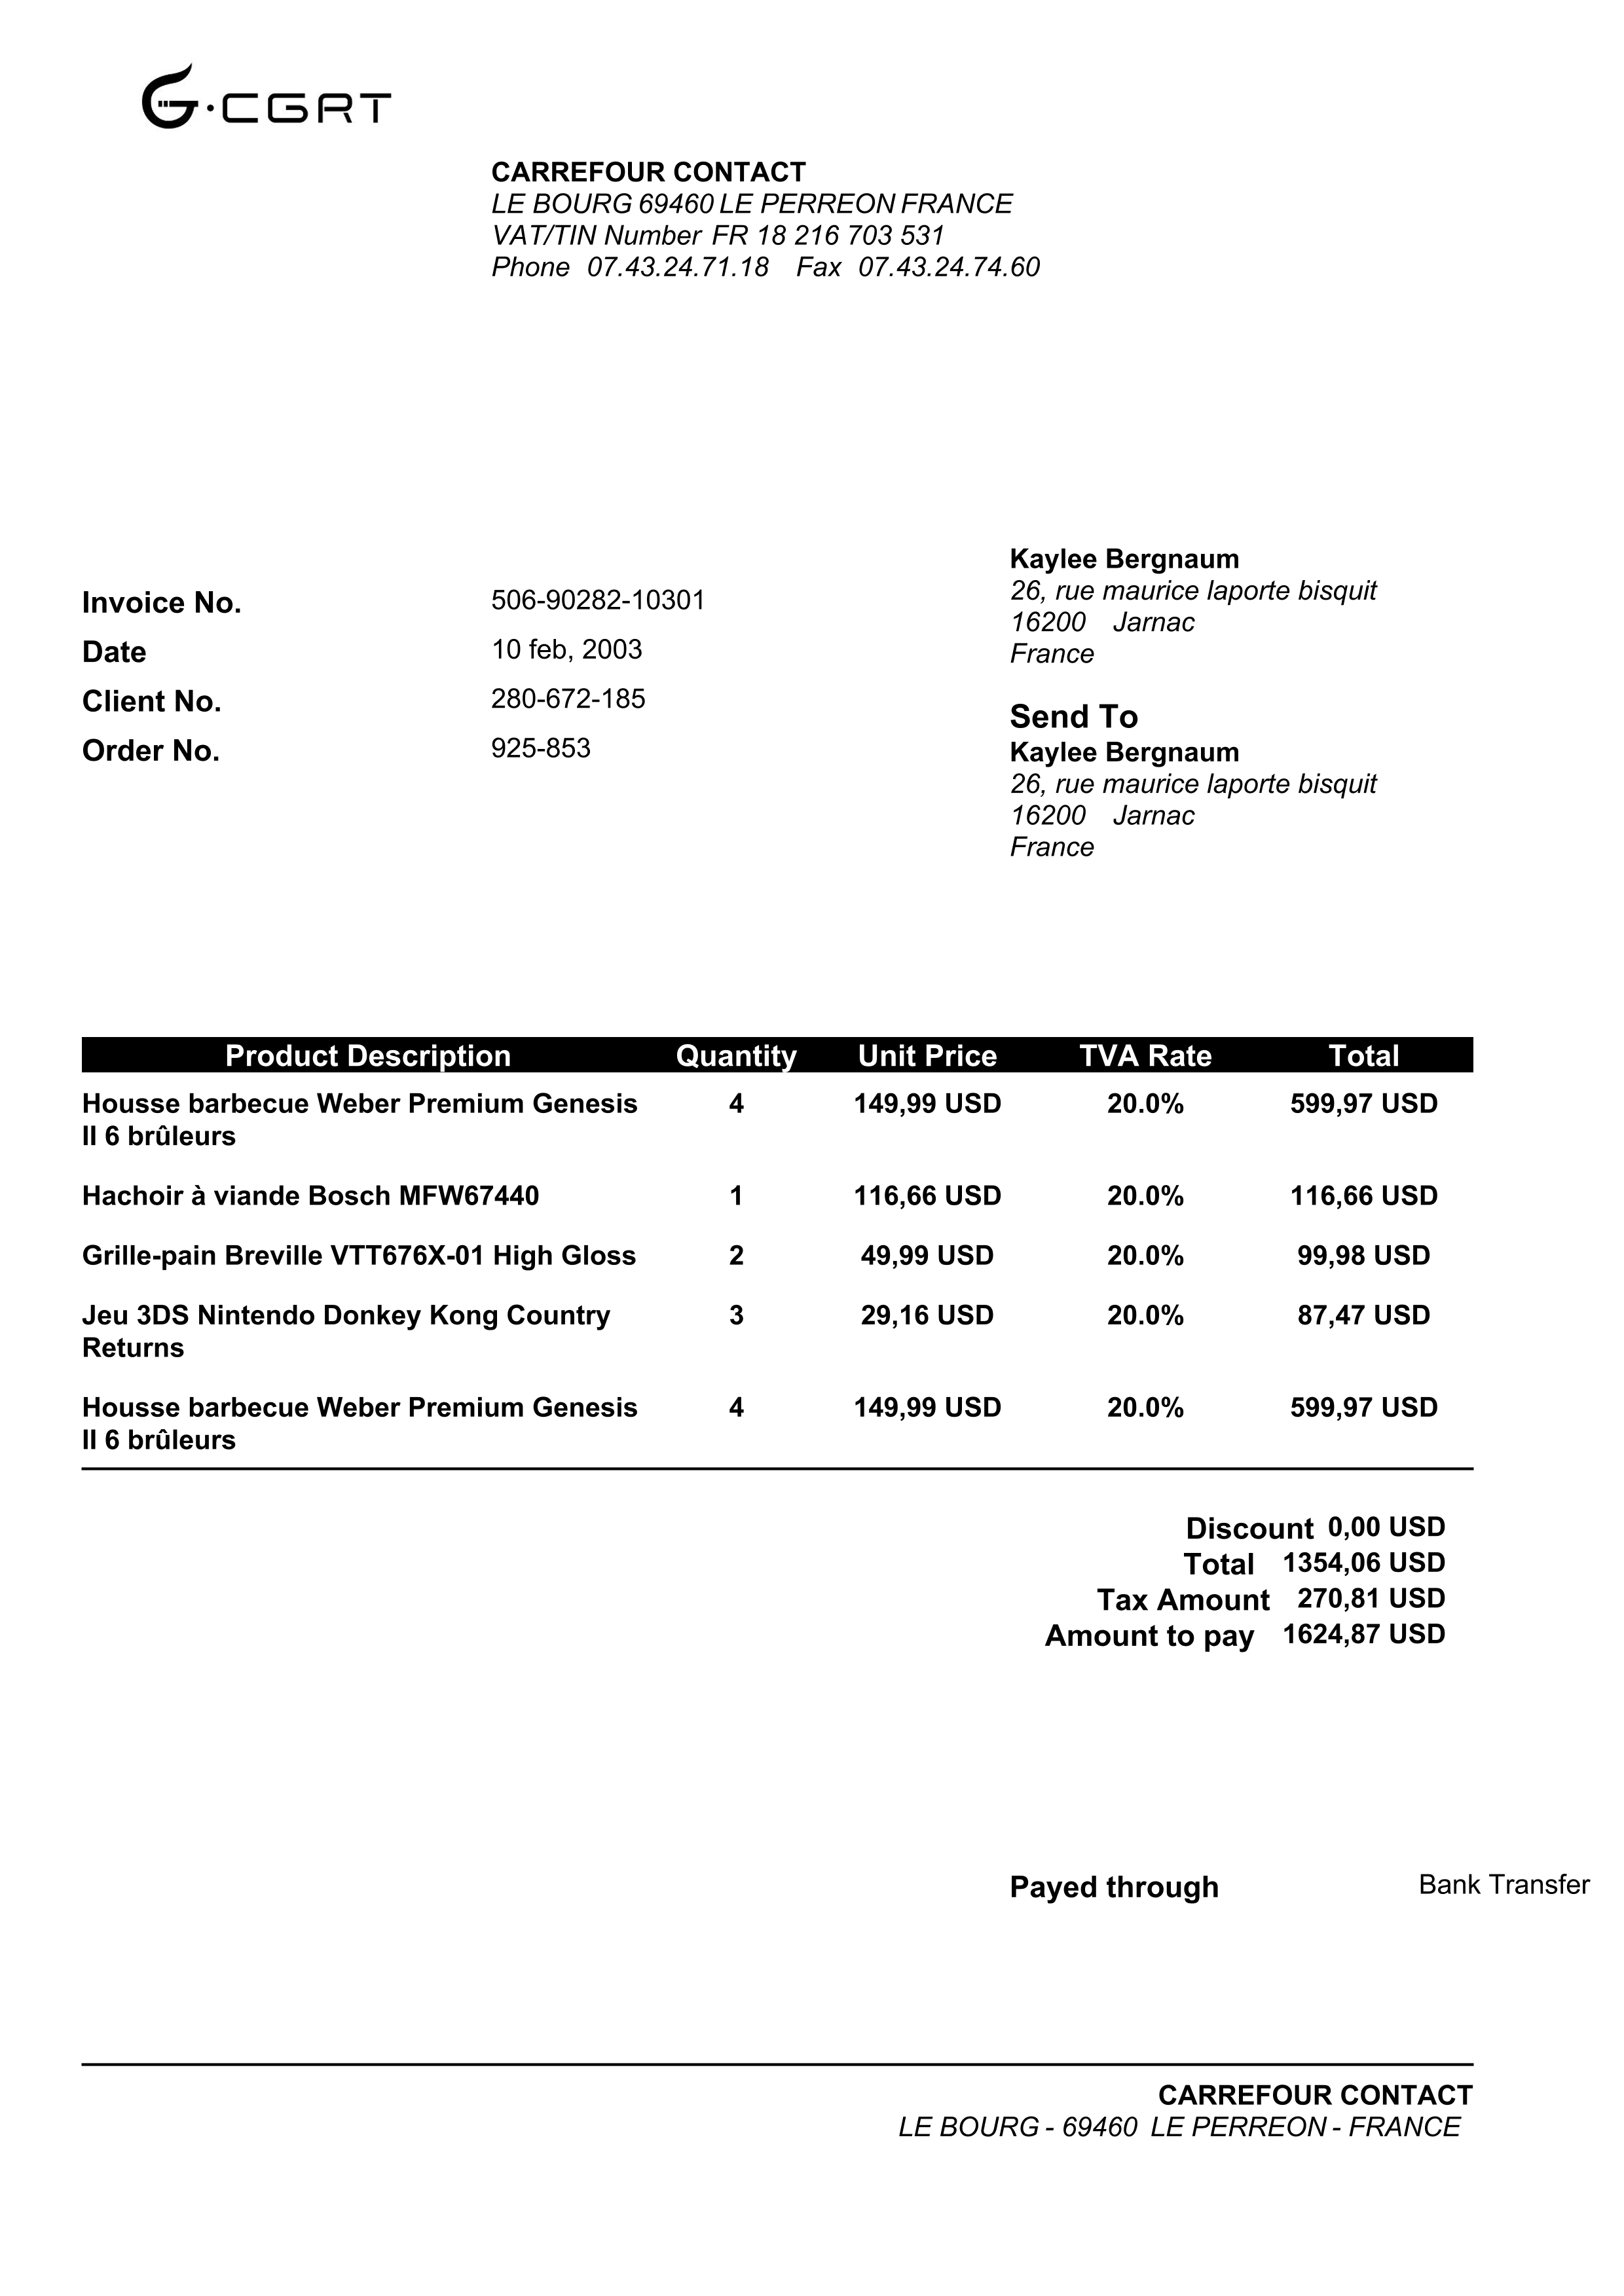 G·CGRT
CARREFOUR CONTACT
LE BOURG 69460 LE PERREON FRANCE
VAT/TIN Number FR 18 216 703 531
Phone 07.43.24.71.18 Fax 07.43.24.74.60
Kaylee Bergnaum
26, rue maurice laporte bisquit
16200 Jarnac
France
Invoice No. 506-90282-10301
Date 10 feb, 2003
Client No. 280-672-185
Order No. 925-853
Send To
Kaylee Bergnaum
26, rue maurice laporte bisquit
16200 Jarnac
France
Product Description Quantity Unit Price TVA Rate Total
Housse barbecue Weber Premium Genesis 4 149,99 USD 20.0% 599,97 USD
II 6 brûleurs
Hachoir à viande Bosch MFW67440 1 116,66 USD 20.0% 116,66 USD
Grille-pain Breville VTT676X-01 High Gloss 2 49,99 USD 20.0% 99,98 USD
Jeu 3DS Nintendo Donkey Kong Country 3 29,16 USD 20.0% 87,47 USD
Returns
Housse barbecue Weber Premium Genesis 4 149,99 USD 20.0% 599,97 USD
II 6 brûleurs
Discount 0,00 USD
Total 1354,06 USD
Tax Amount 270,81 USD
Amount to pay 1624,87 USD
Payed through Bank Transfer
CARREFOUR CONTACT
LE BOURG - 69460 LE PERREON - FRANCE